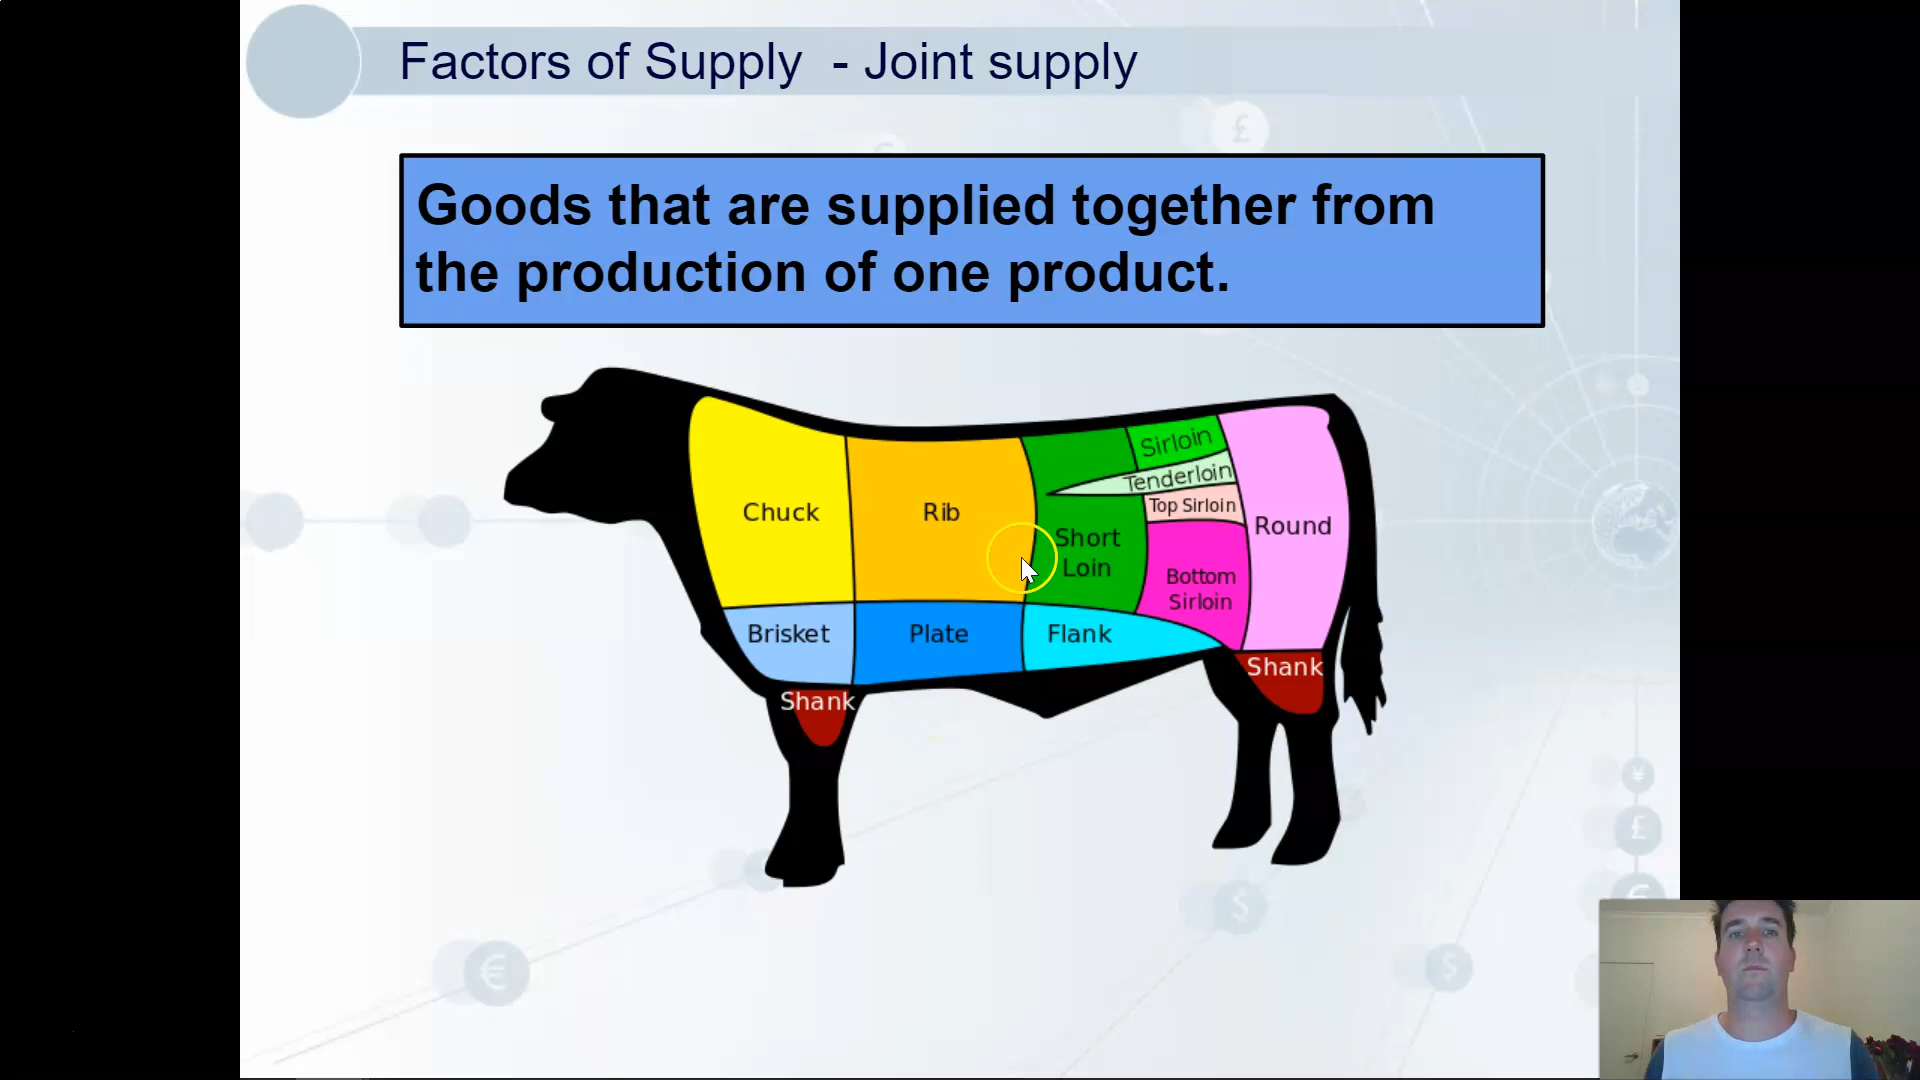 Factors of Supply - Joint supply
Goods that are supplied together from
the production of one product.
Chuck
Rib
Short
Loin
Sirloin
Tenderloin
Top Sirloin
Bottom
Sirloin
Round
Brisket
Plate
Flank
Shank
Shank
£
€
$
$
¥
£
€